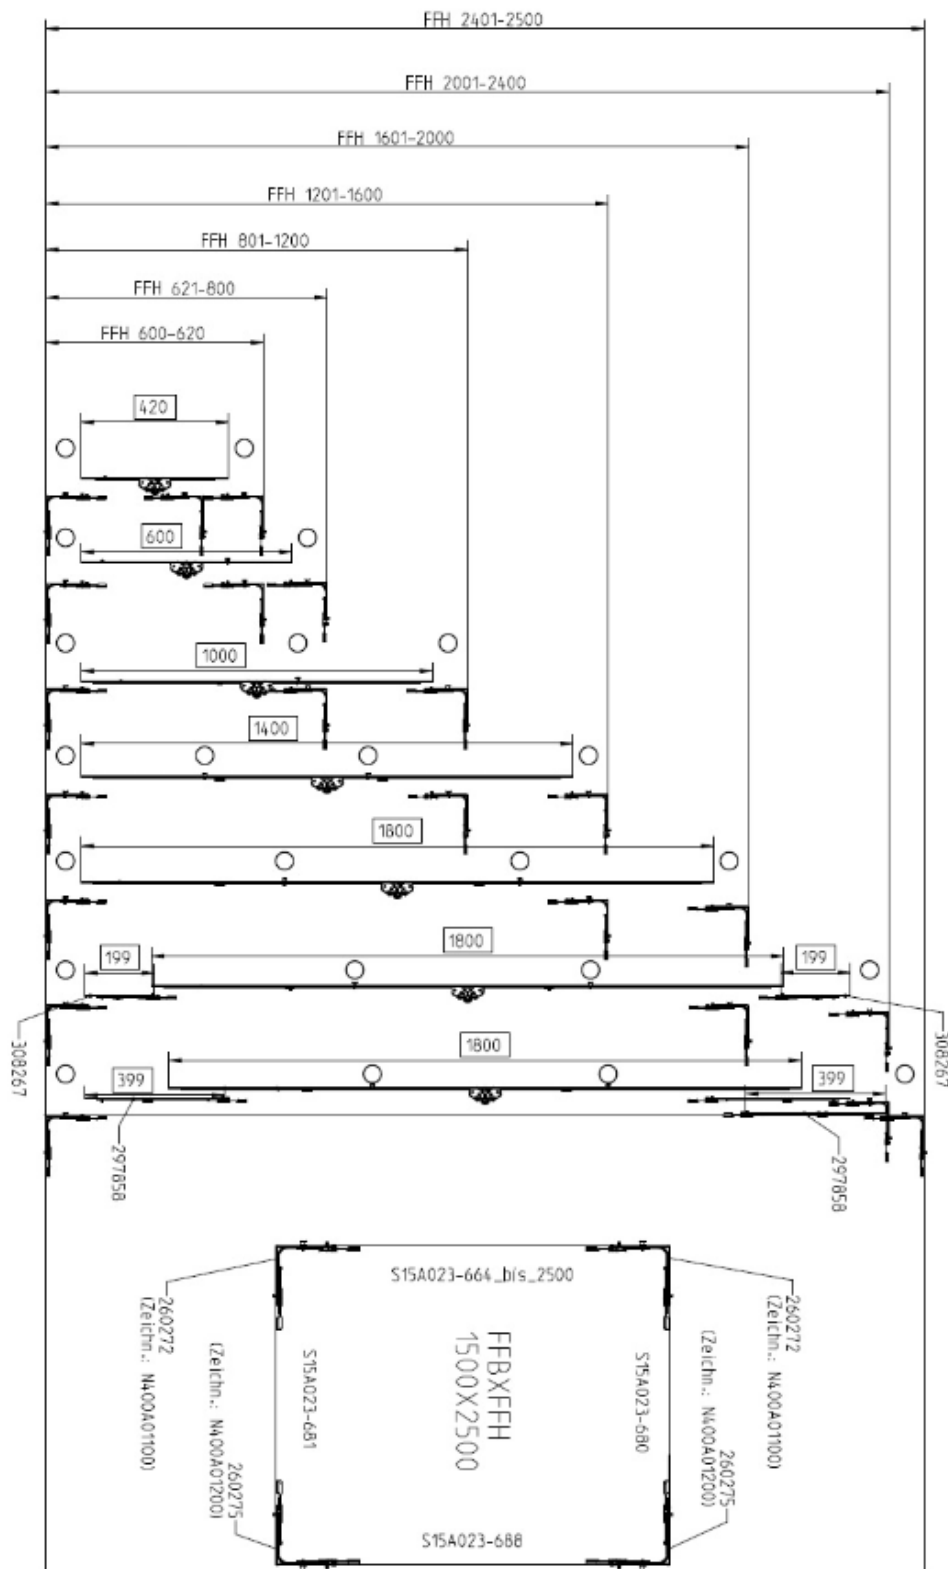 FFH 2401-2500
FFH 2001-2400
FFH 1601-2000
FFH 1201-1600
FFH 801-1200
FFH 621-800
FFH 600-620
420
600
1000
1400
1800
199
1800
199
308267
308267
399
1800
399
297858
297858
S15A023-664_bis_2500
260272
(Zeichn.: N400A01100)
260272
(Zeichn.: N400A01100)
S15A023-681
FFBXFFH
1500X2500
S15A023-680
260275
(Zeichn.: N400A01200)
260275
(Zeichn.: N400A01200)
S15A023-688